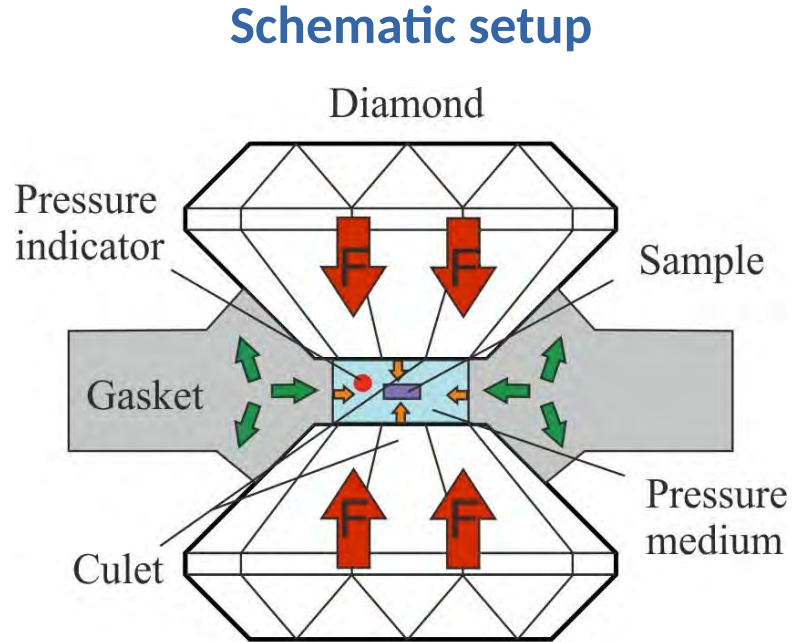 Schematic setup
Diamond
Pressure
indicator
Sample
F F
Gasket
Pressure
medium
F F
Culet